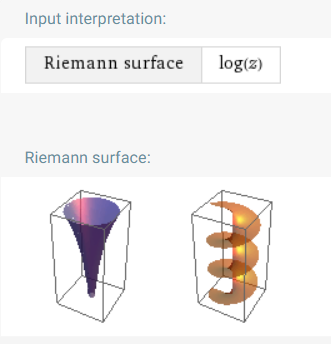 Input interpretation:
Riemann surface log(z)
Riemann surface: